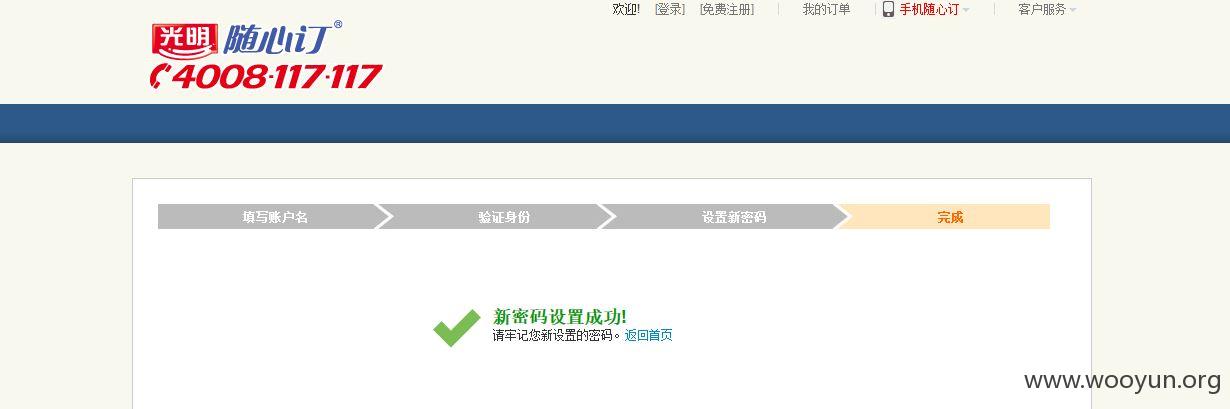 欢迎! [登录] [免费注册] 我的订单 手机随心订 客户服务
光明 随心订®
4008·117·117
填写账户名 验证身份 设置新密码 完成
新密码设置成功!
请牢记您新设置的密码。返回首页
www.wooyun.org